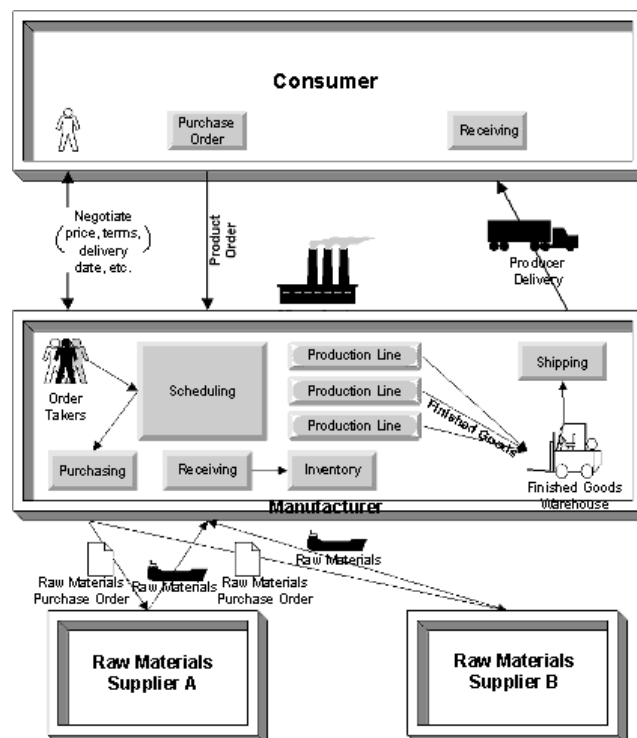 Consumer
Purchase
Order
Receiving
Negotiate
(price, terms,
delivery
date, etc.)
Product
Order
Producer
Delivery
Order
Takers
Scheduling
Production Line
Production Line
Production Line
Finished Goods
Shipping
Purchasing
Receiving
Inventory
Finished Goods
Warehouse
Manufacturer
Raw Materials
Purchase Order
Raw Materials
Raw Materials
Purchase Order
Raw Materials
Raw Materials
Supplier A
Raw Materials
Supplier B